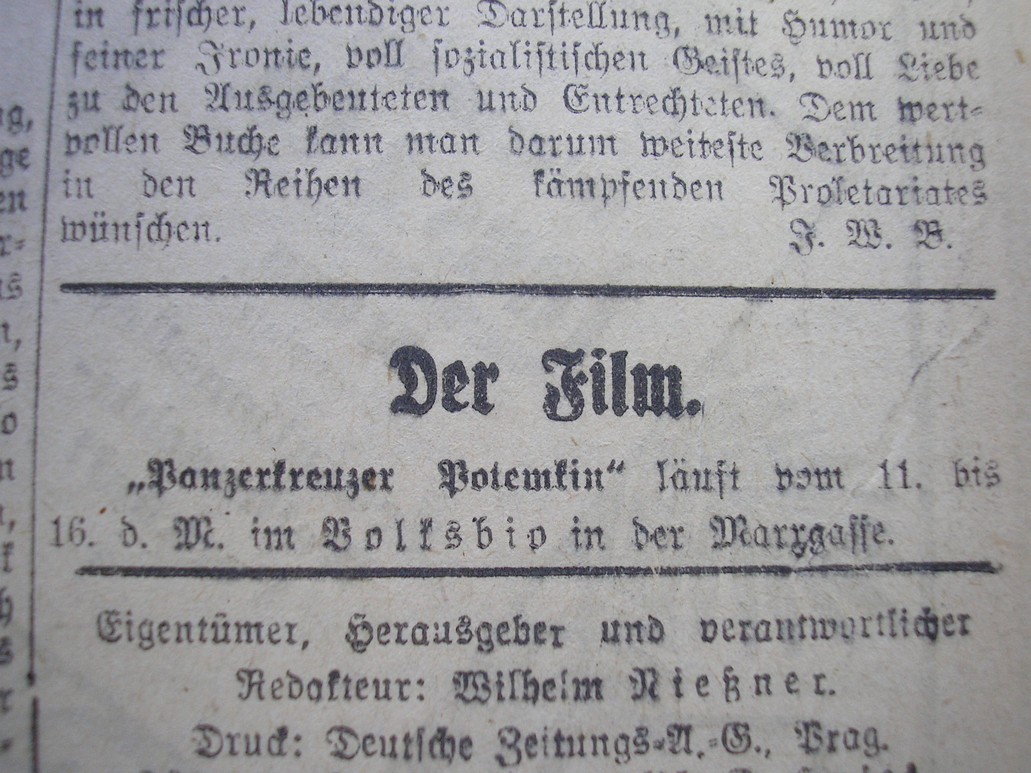 in frischer, lebendiger Darstellung, mit Humor und
feiner Ironie, voll sozialistischen Geistes, voll Liebe
zu den Ausgebeuteten und Entrechteten. Dem wert-
vollen Buche kann man darum weiteste Verbreitung
in den Reihen des kämpfenden Proletariates
wünschen. J. W. B.
Der Film.
„Panzerkreuzer Potemkin“ läuft vom 11. bis
16. d. M. im Volksbio in der Marxgasse.
Eigentümer, Herausgeber und verantwortlicher
Redakteur: Wilhelm Nießner.
Druck: Deutsche Zeitungs-A.-G., Prag.